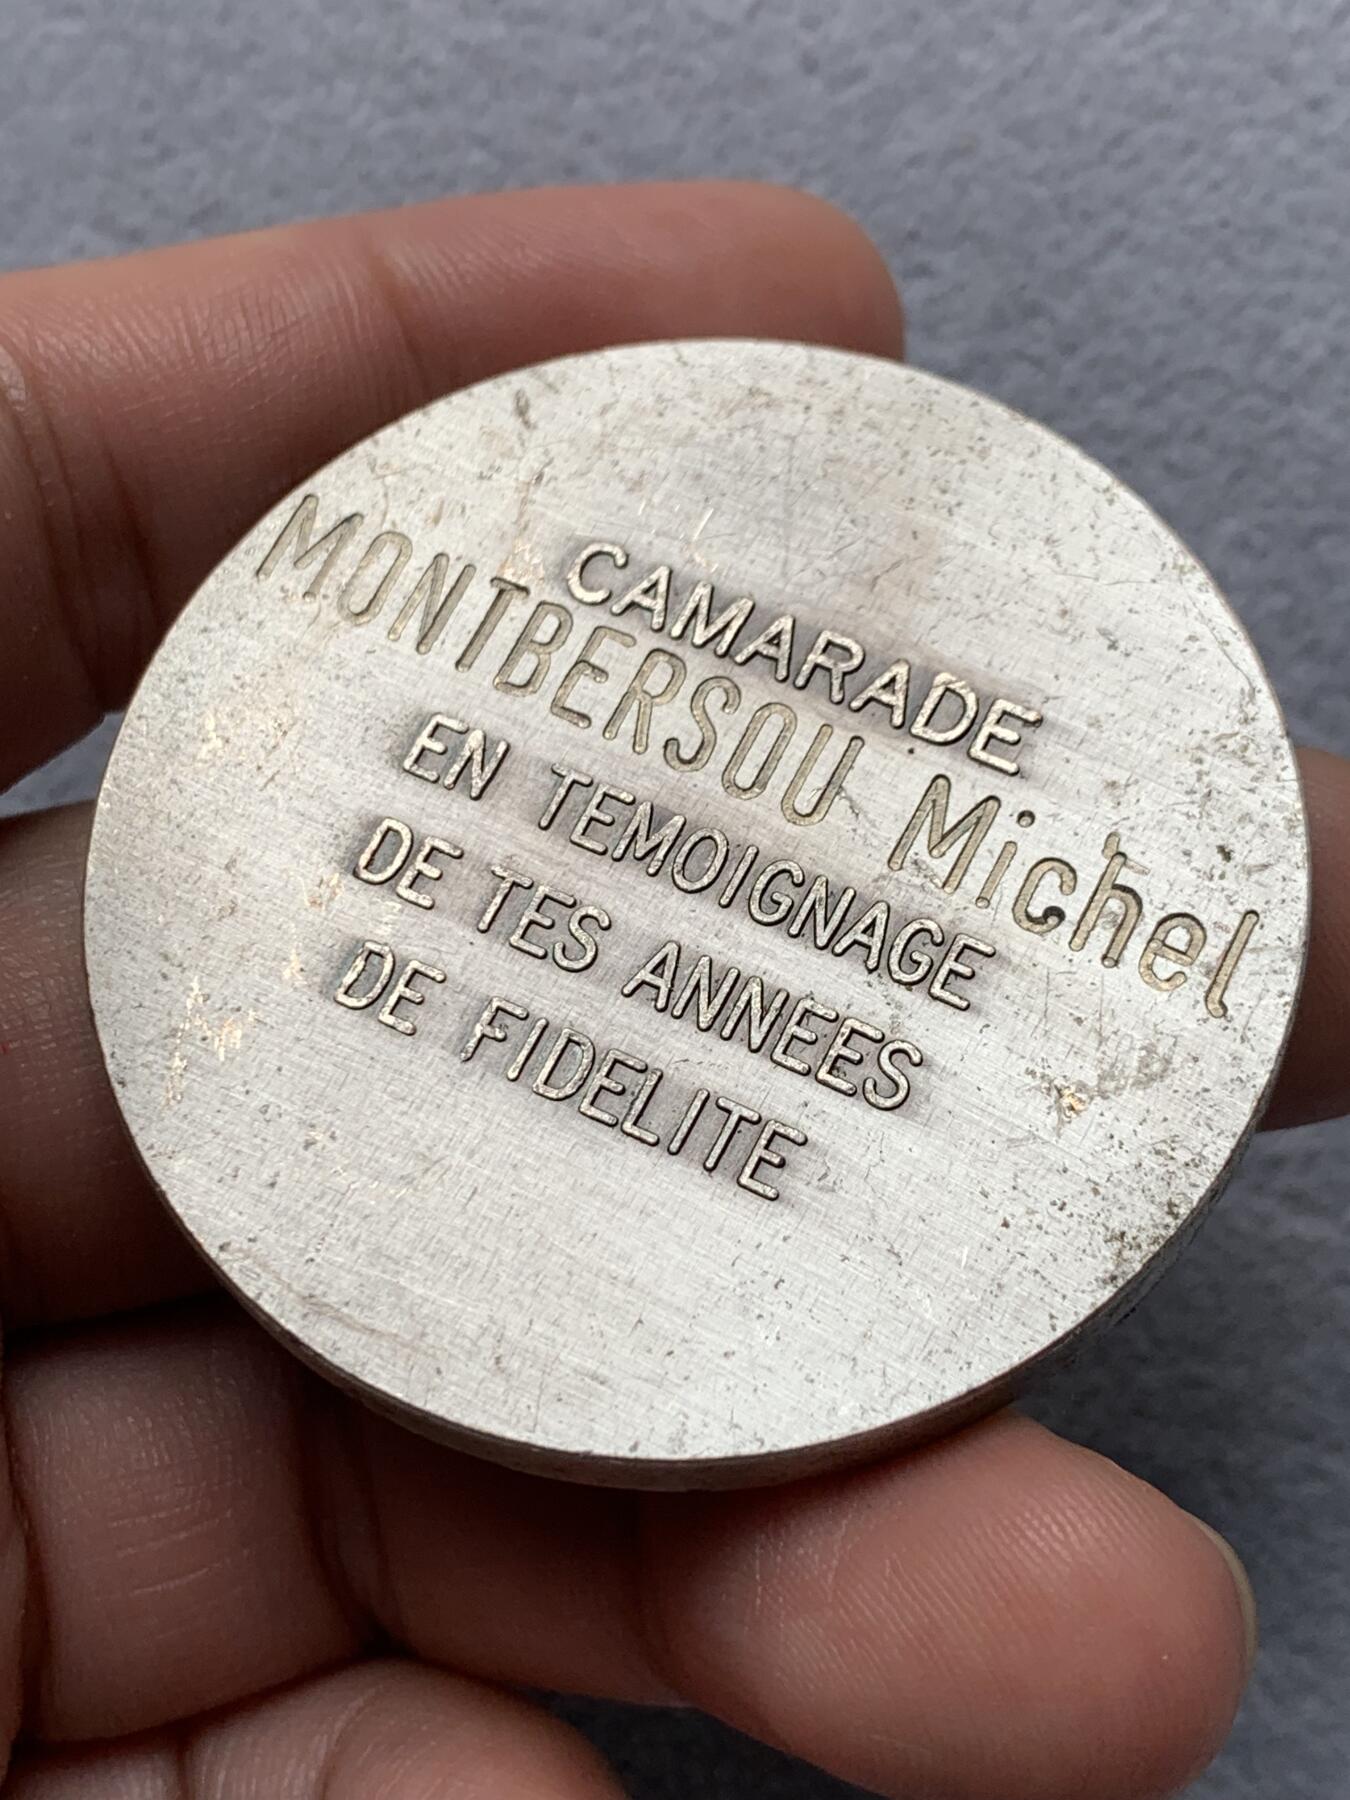 CAMARADE
MONTBERSOU Michel
EN TEMOIGNAGE
DE TES ANNEES
DE FIDELITE